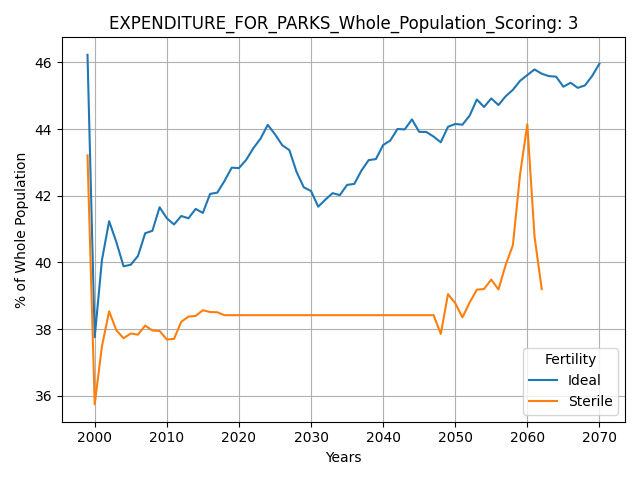 EXPENDITURE_FOR_PARKS_Whole_Population_Scoring: 3
46
44
42
40
38
36
% of Whole Population
2000 2010 2020 2030 2040 2050 2060 2070
Years
Fertility
Ideal
Sterile